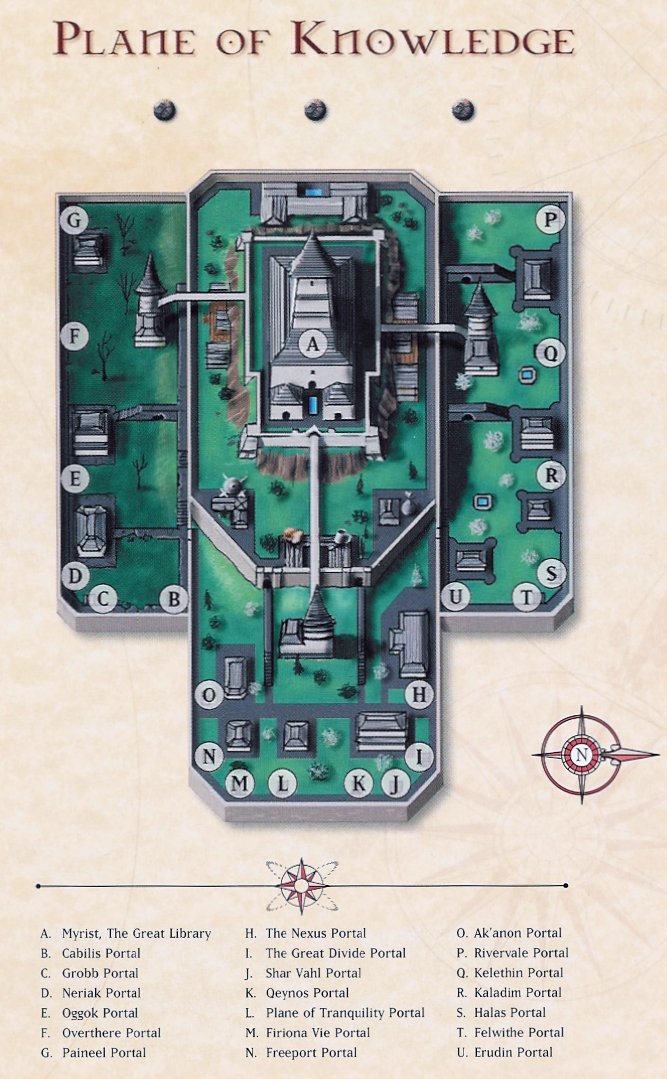 Plane of Knowledge
G
P
A
F
Q
E
R
D
C
B
U
T
S
O
H
N
M
L
K
J
I
N
A. Myrist, The Great Library
B. Cabilis Portal
C. Grobb Portal
D. Neriak Portal
E. Oggok Portal
F. Overthere Portal
G. Paineel Portal
H. The Nexus Portal
I. The Great Divide Portal
J. Shar Vahl Portal
K. Qeynos Portal
L. Plane of Tranquility Portal
M. Firiona Vie Portal
N. Freeport Portal
O. Ak'anon Portal
P. Rivervale Portal
Q. Kelethin Portal
R. Kaladim Portal
S. Halas Portal
T. Felwithe Portal
U. Erudin Portal